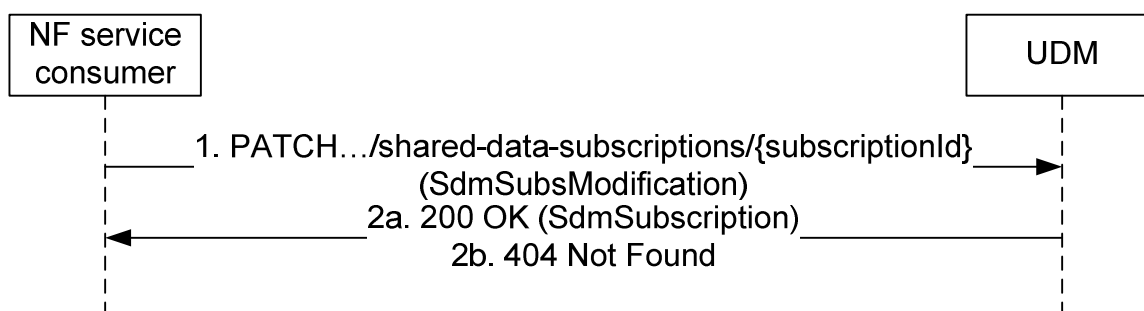 NF service
consumer
UDM
1. PATCH…/shared-data-subscriptions/{subscriptionId}
(SdmSubsModification)
2a. 200 OK (SdmSubscription)
2b. 404 Not Found